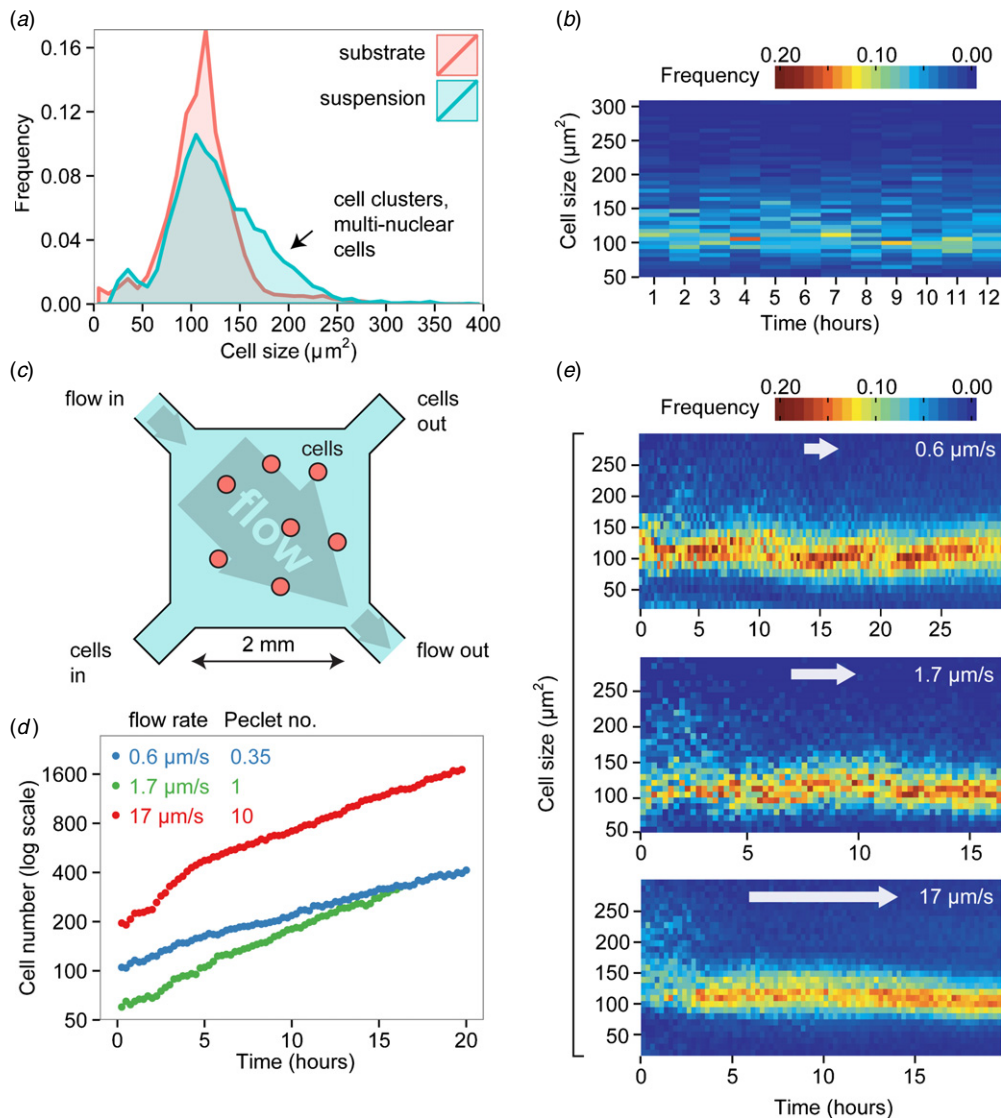 (a)
0.16
0.12
0.08
0.04
0.00
Frequency
substrate
suspension
cell clusters,
multi-nuclear
cells
0 50 100 150 200 250 300 350 400
Cell size (µm²)
(b)
0.20 0.10 0.00
Frequency
300
250
200
150
100
50
Cell size (µm²)
1 2 3 4 5 6 7 8 9 10 11 12
Time (hours)
(c)
flow in
cells
out
cells
flow
cells
in
2 mm
flow out
(d)
flow rate Peclet no.
0.6 µm/s 0.35
1.7 µm/s 1
17 µm/s 10
1600
800
400
200
100
50
Cell number (log scale)
0 5 10 15 20
Time (hours)
(e)
0.20 0.10 0.00
Frequency
Cell size (µm²)
0.6 µm/s
250
200
150
100
50
0 5 10 15 20 25
1.7 µm/s
250
200
150
100
50
0 5 10 15
17 µm/s
250
200
150
100
50
0 5 10 15
Time (hours)